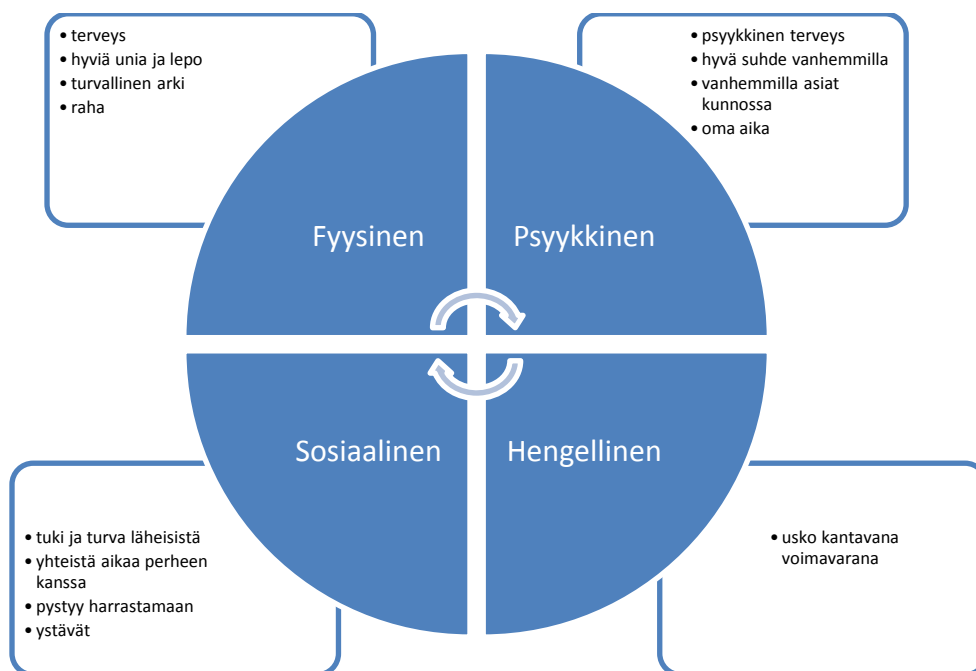 • terveys
• hyviä unia ja lepo
• turvallinen arki
• raha
• psyykkinen terveys
• hyvä suhde vanhemmilla
• vanhemmilla asiat
kunnossa
• oma aika
Fyysinen
Psyykkinen
Sosiaalinen
Hengellinen
• tuki ja turva läheisistä
• yhteistä aikaa perheen
kanssa
• pystyy harrastamaan
• ystävät
• usko kantavana
voimavarana